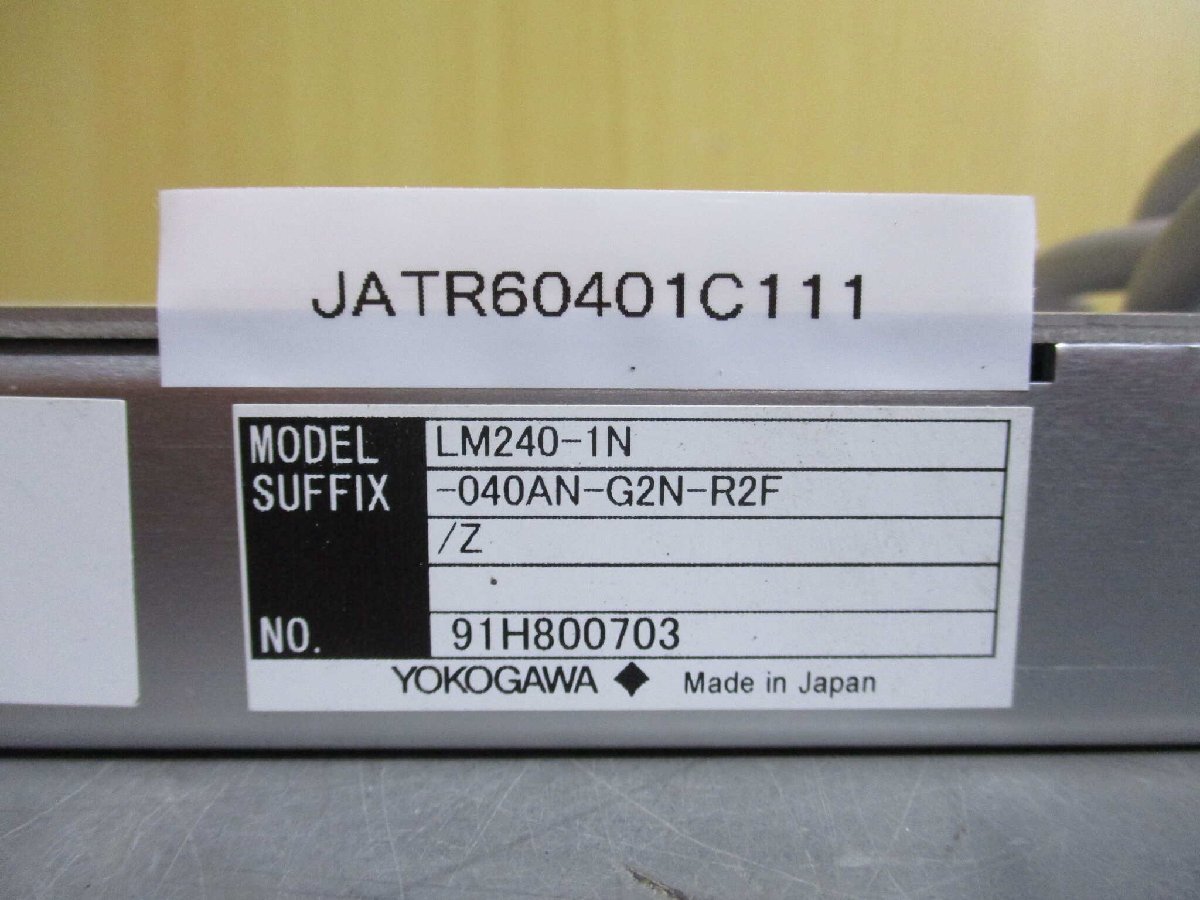 JATR60401C111
MODEL LM240-1N
SUFFIX -040AN-G2N-R2F
/Z
NO. 91H800703
YOKOGAWA ◆ Made in Japan